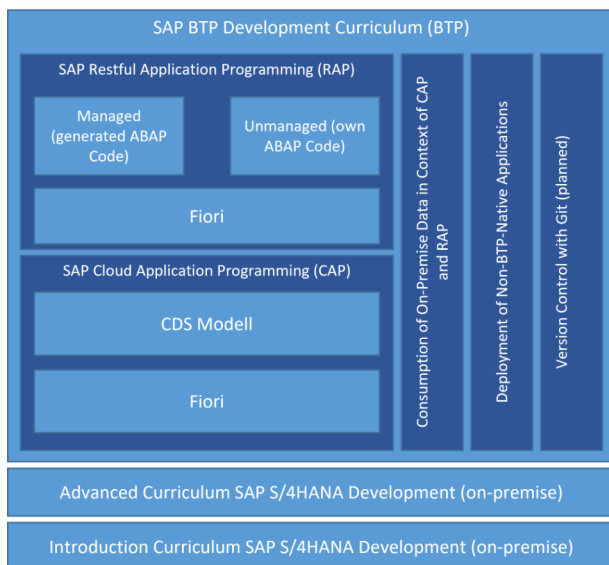 SAP BTP Development Curriculum (BTP)
SAP Restful Application Programming (RAP)
Managed
(generated ABAP
Code)
Unmanaged (own
ABAP Code)
Fiori
SAP Cloud Application Programming (CAP)
CDS Modell
Fiori
Consumption of On-Premise Data in Context of CAP
and RAP
Deployment of Non-BTP-Native Applications
Version Control with Git (planned)
Advanced Curriculum SAP S/4HANA Development (on-premise)
Introduction Curriculum SAP S/4HANA Development (on-premise)